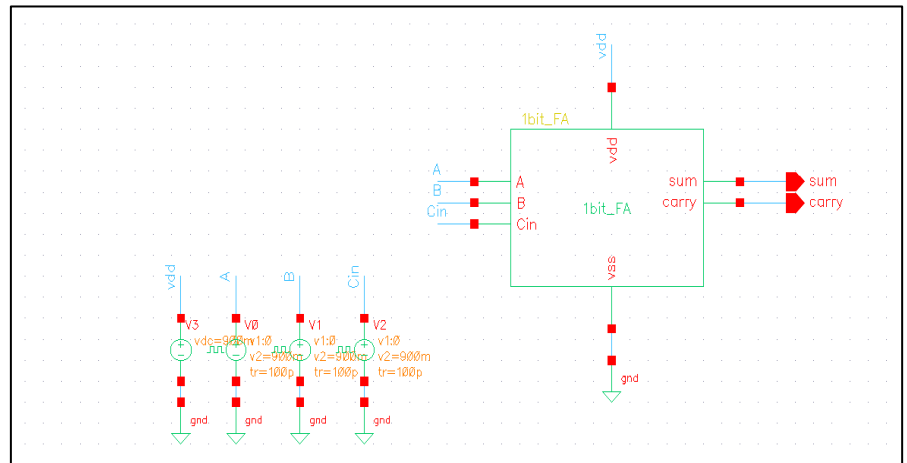 vdd
1bit_FA
vdd
A
A
sum
sum
B
B
1bit_FA
carry
carry
Cin
Cin
vss
gnd
vdd
A
B
Cin
V3
V0
V1
V2
vdc=900m
v1:0
v1:0
v1:0
v2=900m
v2=900m
v2=900m
tr=100p
tr=100p
tr=100p
gnd
gnd
gnd
gnd